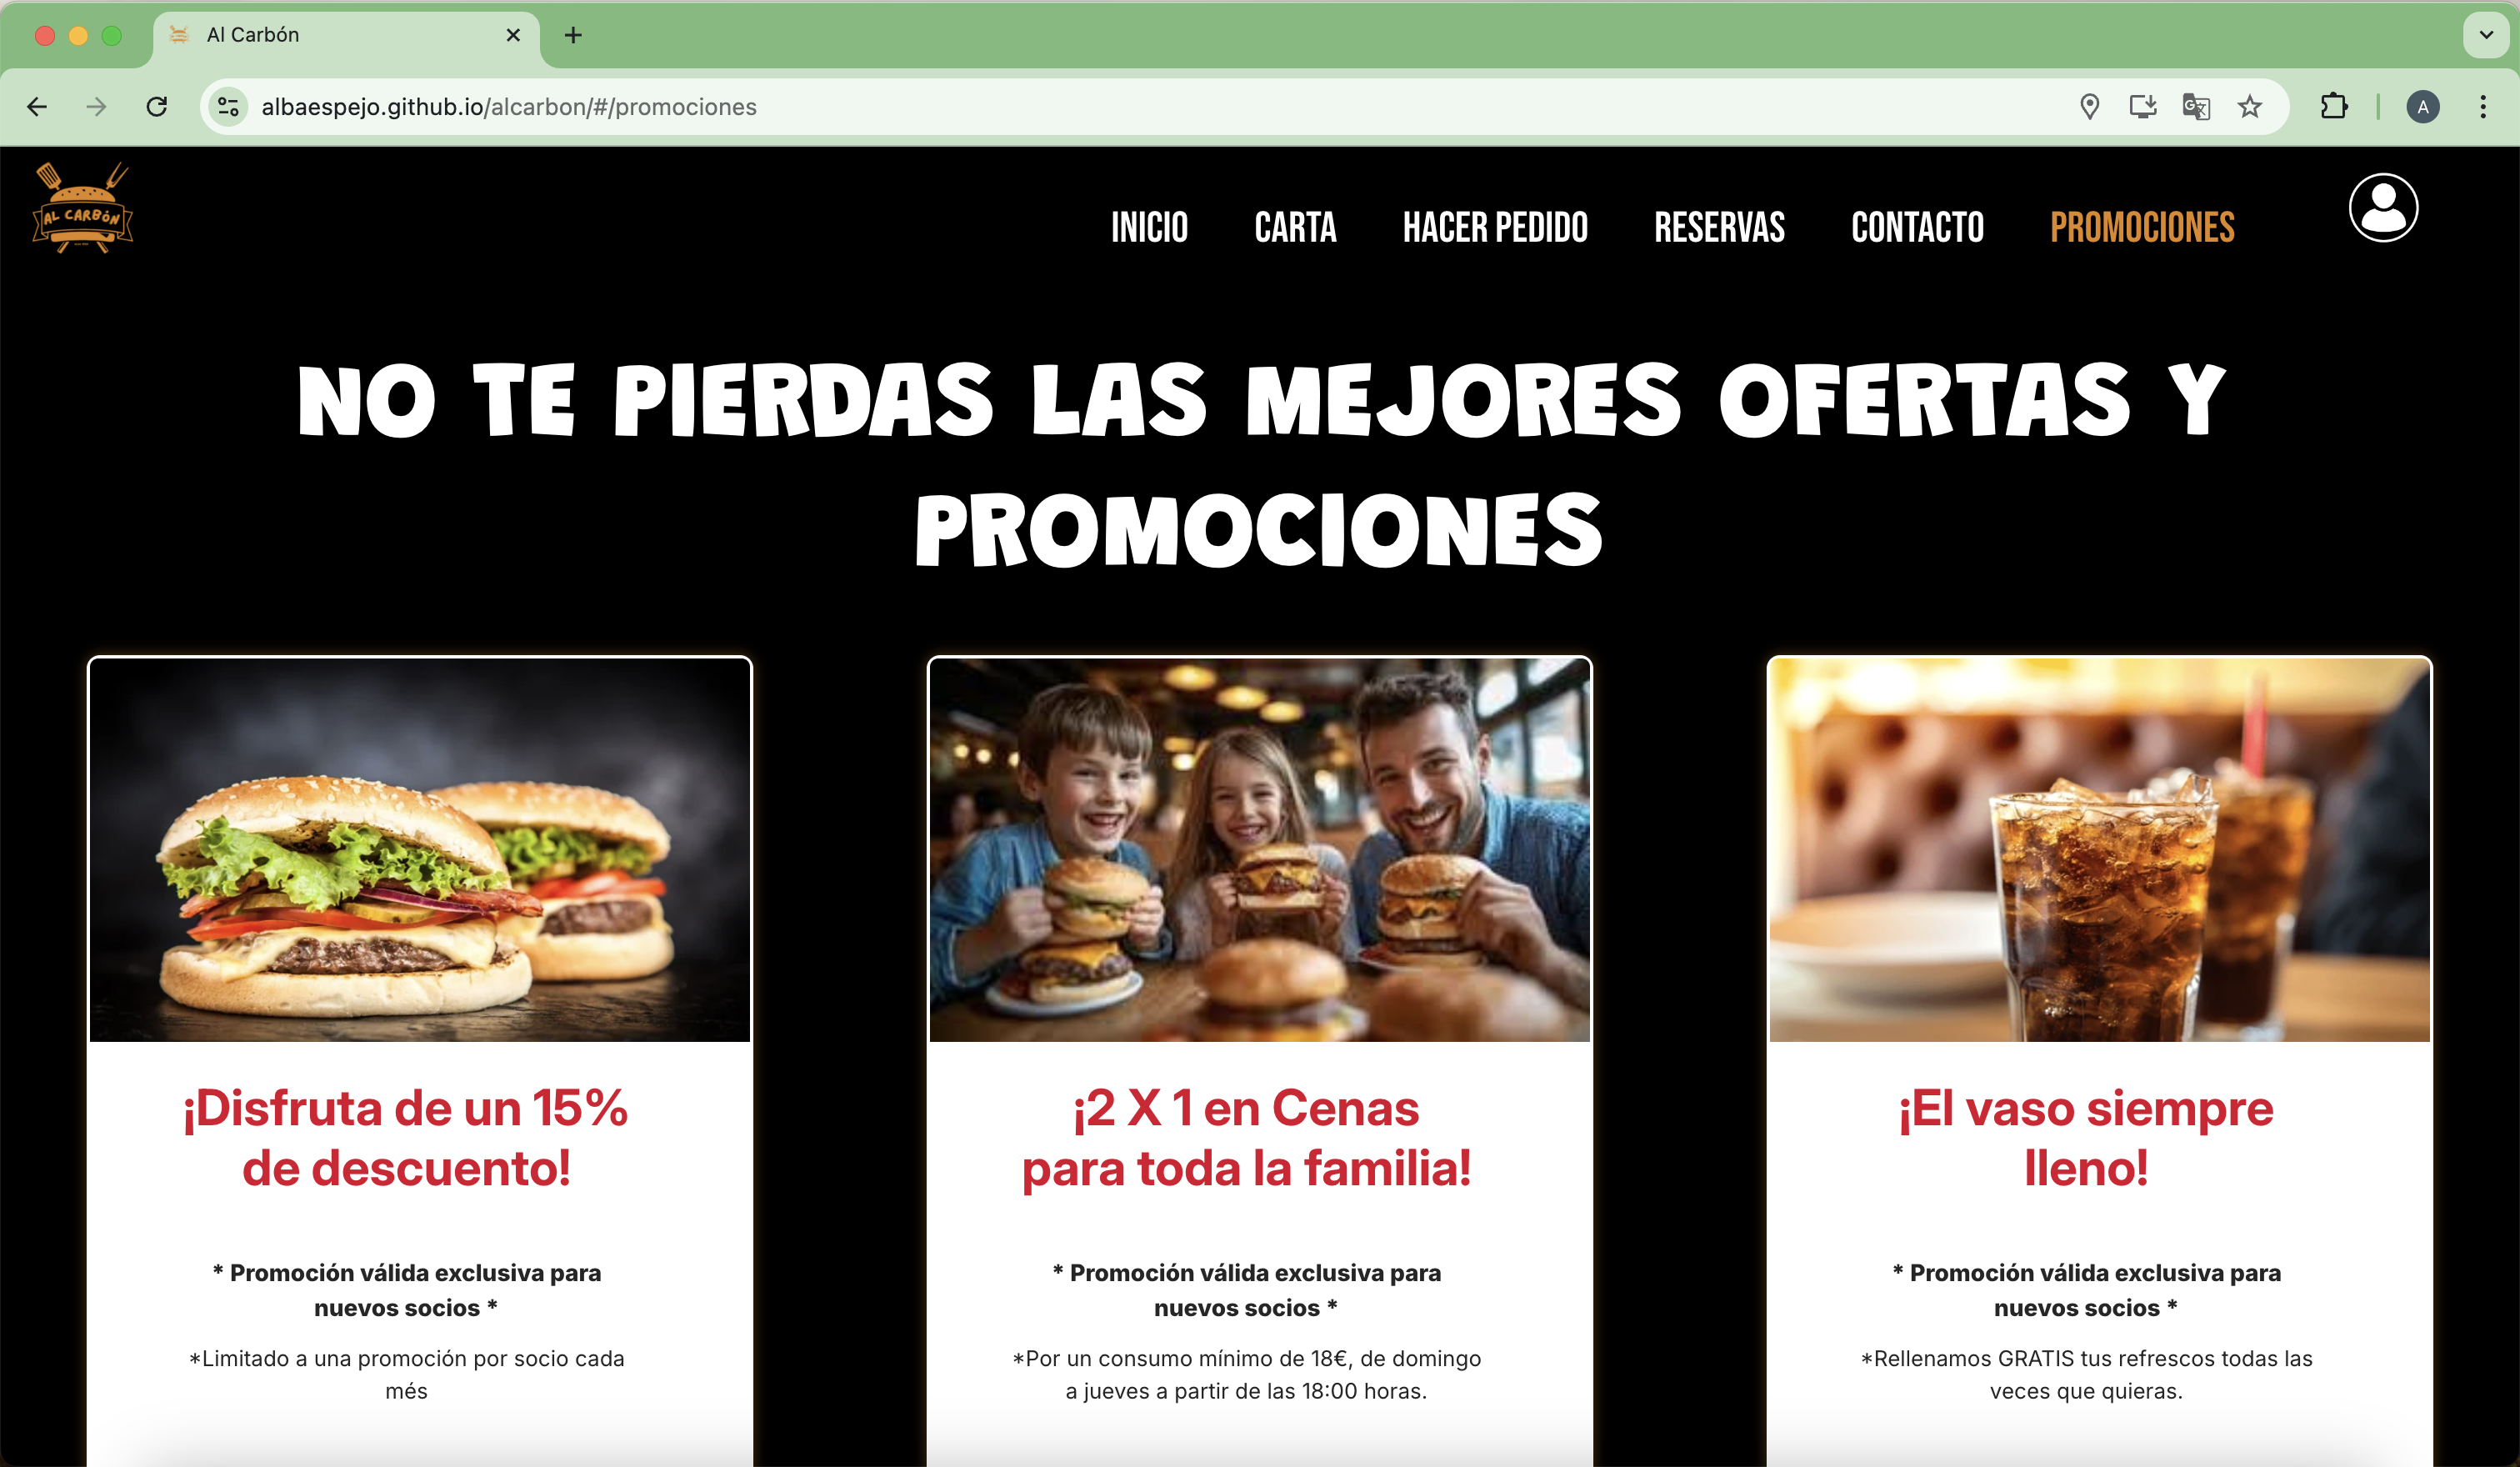 Al Carbón
albaespejo.github.io/alcarbon/#/promociones
A
AL CARBÓN
INICIO CARTA HACER PEDIDO RESERVAS CONTACTO PROMOCIONES
NO TE PIERDAS LAS MEJORES OFERTAS Y
PROMOCIONES
¡Disfruta de un 15%
de descuento!
* Promoción válida exclusiva para
nuevos socios *
*Limitado a una promoción por socio cada
més
¡2 X 1 en Cenas
para toda la familia!
* Promoción válida exclusiva para
nuevos socios *
*Por un consumo mínimo de 18€, de domingo
a jueves a partir de las 18:00 horas.
¡El vaso siempre
lleno!
* Promoción válida exclusiva para
nuevos socios *
*Rellenamos GRATIS tus refrescos todas las
veces que quieras.